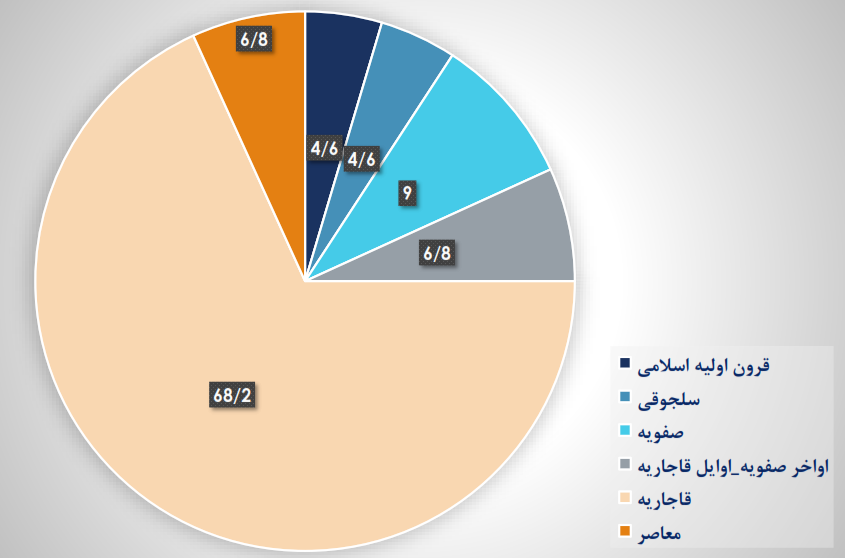 6/8
4/6
4/6
9
6/8
68/2
قرون اولیه اسلامی
سلجوقی
صفویه
اواخر صفویه_اوایل قاجاریه
قاجاریه
معاصر